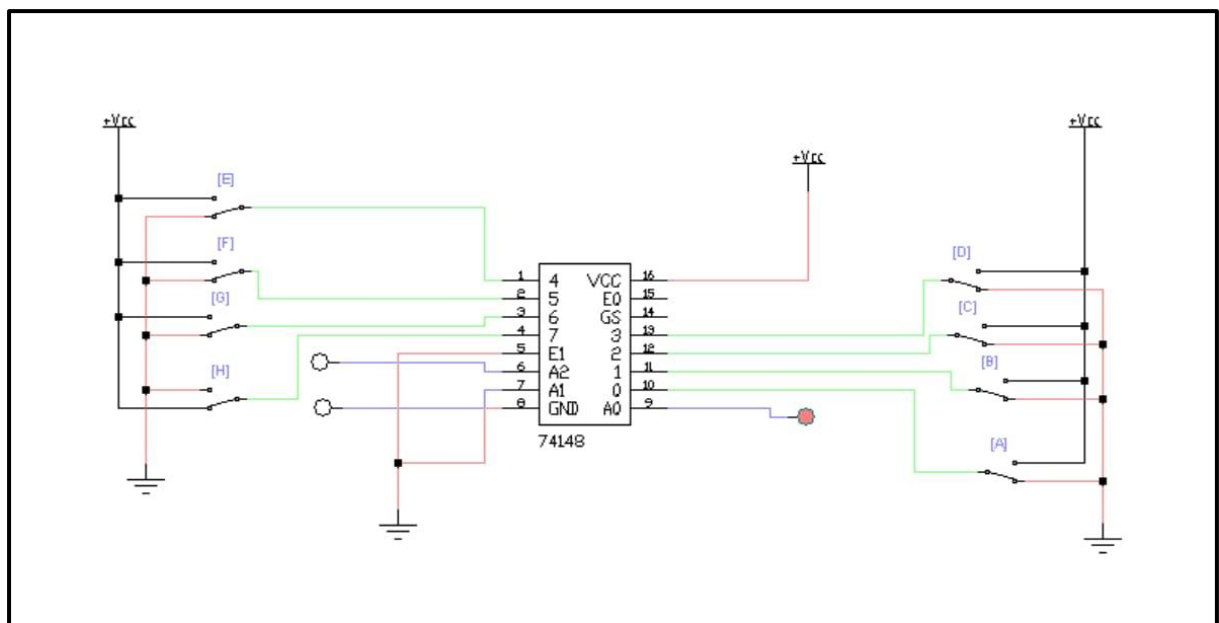 +Vcc
+Vcc
+Vcc
[E]
[F]
[G]
[H]
[D]
[C]
[B]
[A]
1 4 VCC 16
2 5 E0 15
3 6 GS 14
4 7 3 13
5 E1 2 12
6 A2 1 11
7 A1 0 10
8 GND A0 9
74148